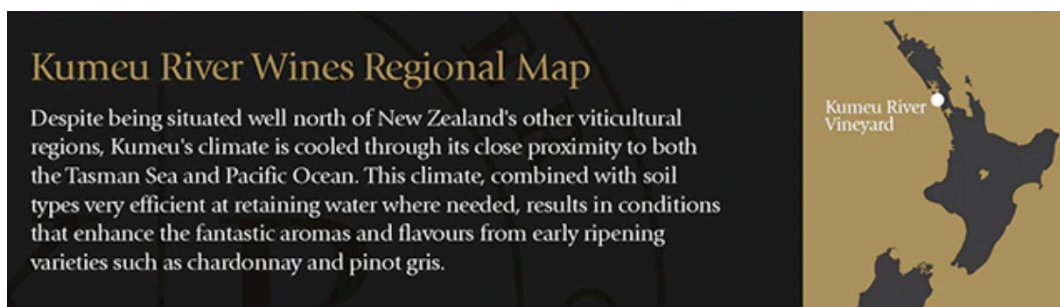 Kumeu River Wines Regional Map
Despite being situated well north of New Zealand's other viticultural
regions, Kumeu's climate is cooled through its close proximity to both
the Tasman Sea and Pacific Ocean. This climate, combined with soil
types very efficient at retaining water where needed, results in conditions
that enhance the fantastic aromas and flavours from early ripening
varieties such as chardonnay and pinot gris.
Kumeu River
Vineyard